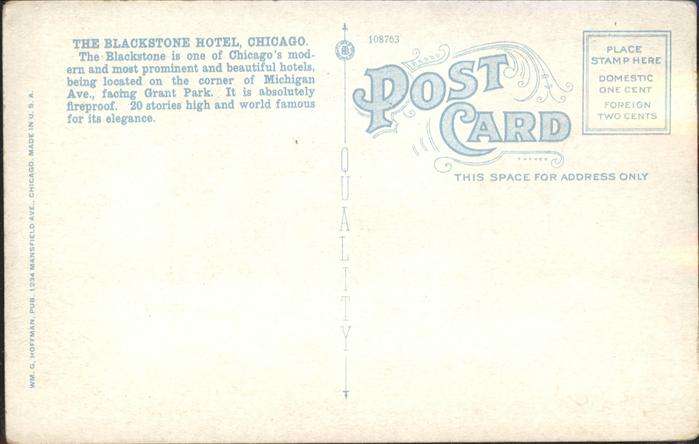 THE BLACKSTONE HOTEL, CHICAGO.
The Blackstone is one of Chicago's mod-
ern and most prominent and beautiful hotels,
being located on the corner of Michigan
Ave., facing Grant Park. It is absolutely
fireproof. 20 stories high and world famous
for its elegance.
WM. G. HOFFMAN, PUB. 1234 MANSFIELD AVE., CHICAGO. MADE IN U. S. A.
QUALITY
108763
POST
CARD
THIS SPACE FOR ADDRESS ONLY
PLACE
STAMP HERE
DOMESTIC
ONE CENT
FOREIGN
TWO CENTS